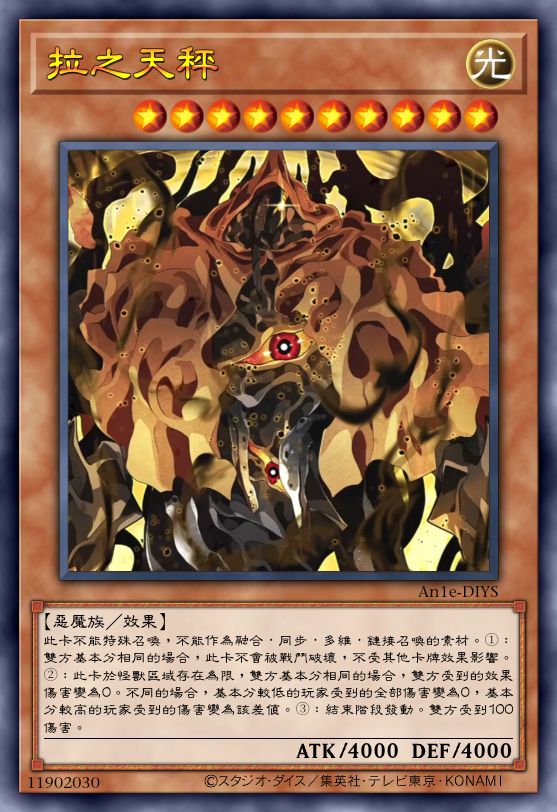 拉之天秤
光
An1e-DIYS
【惡魔族／效果】
此卡不能特殊召喚，不能作為融合·同步·多維·鏈接召喚的素材。①：
雙方基本分相同的場合，此卡不會被戰鬥破壞，不受其他卡牌效果影響。
②：此卡於怪獸區域存在為限，雙方基本分相同的場合，雙方受到的效果
傷害變為0。不同的場合，基本分較低的玩家受到的全部傷害變為0，基本
分較高的玩家受到的傷害變為該差值。③：結束階段發動。雙方受到100
傷害。
ATK/4000 DEF/4000
11902030 ©スタジオ·ダイス／集英社·テレビ東京·KONAMI